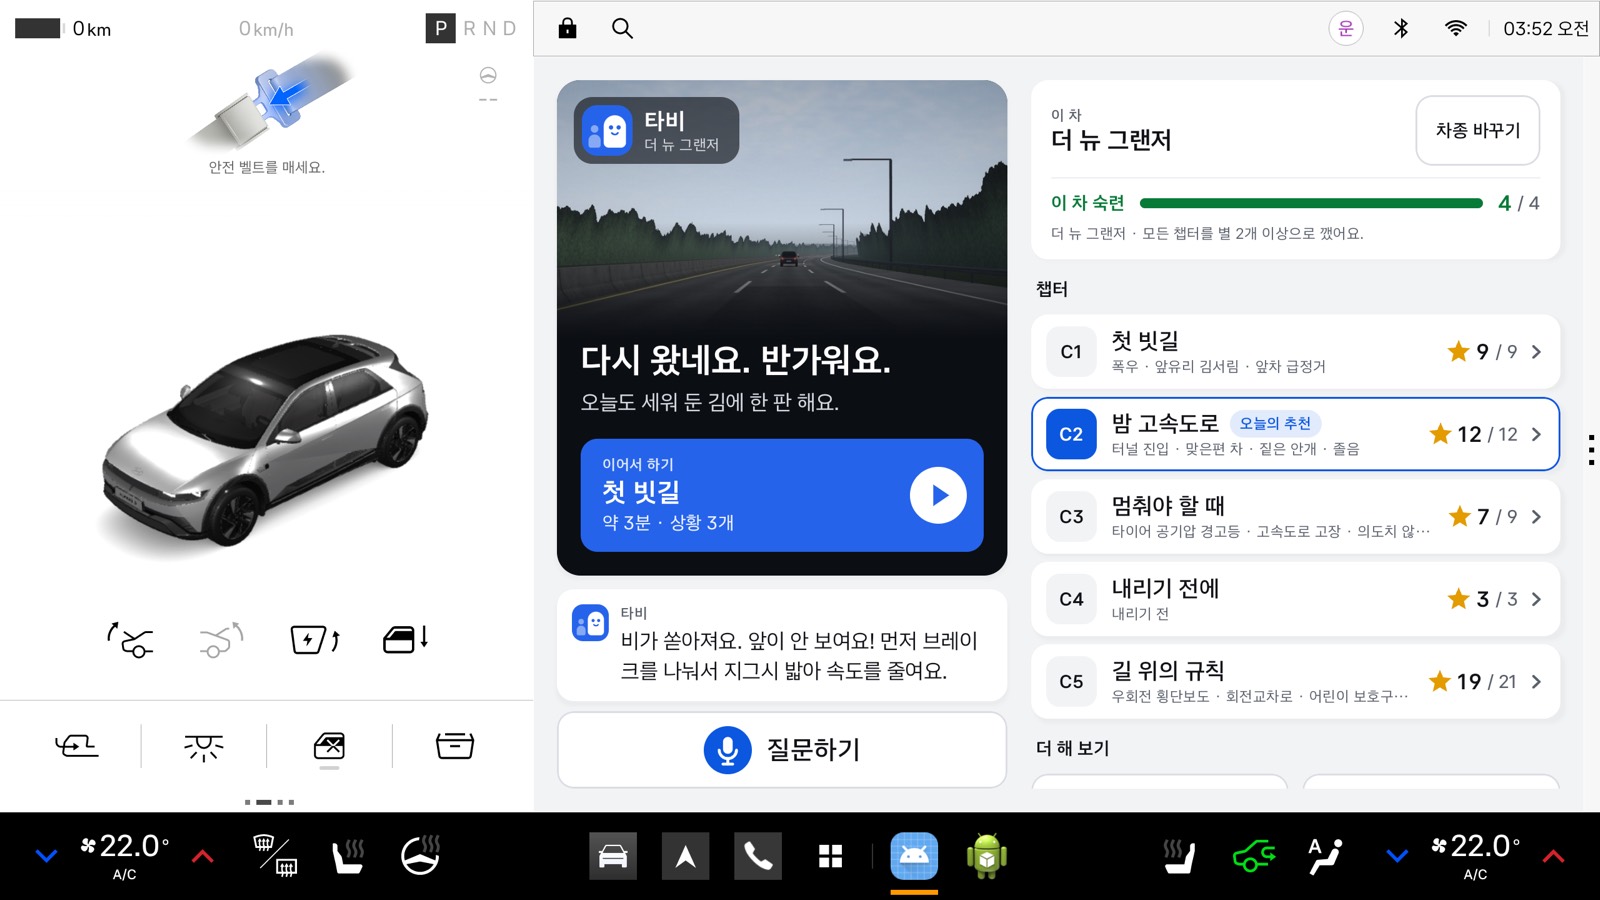 0 km
0 km/h
P R N D
안전 벨트를 매세요.
--
운
03:52 오전
타비
더 뉴 그랜저
다시 왔네요. 반가워요.
오늘도 세워 둔 김에 한 판 해요.
이어서 하기
첫 빗길
약 3분 · 상황 3개
타비
비가 쏟아져요. 앞이 안 보여요! 먼저 브레이
크를 나눠서 지그시 밟아 속도를 줄여요.
질문하기
이 차
더 뉴 그랜저
차종 바꾸기
이 차 숙련
4 / 4
더 뉴 그랜저 · 모든 챕터를 별 2개 이상으로 깼어요.
챕터
C1
첫 빗길
폭우 · 앞유리 김서림 · 앞차 급정거
9 / 9
C2
밤 고속도로
오늘의 추천
터널 진입 · 맞은편 차 · 짙은 안개 · 졸음
12 / 12
C3
멈춰야 할 때
타이어 공기압 경고등 · 고속도로 고장 · 의도치 않…
7 / 9
C4
내리기 전에
내리기 전
3 / 3
C5
길 위의 규칙
우회전 횡단보도 · 회전교차로 · 어린이 보호구…
19 / 21
더 해 보기
22.0°
A/C
A
22.0°
A/C